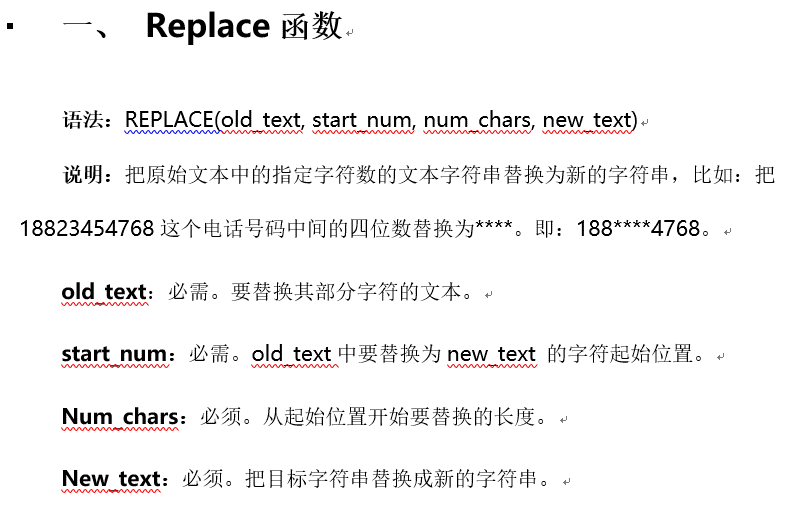 一、 Replace 函数
语法：REPLACE(old_text, start_num, num_chars, new_text)
说明：把原始文本中的指定字符数的文本字符串替换为新的字符串，比如：把
18823454768 这个电话号码中间的四位数替换为****。即：188****4768。
old_text：必需。要替换其部分字符的文本。
start_num：必需。old_text 中要替换为 new_text 的字符起始位置。
Num_chars：必须。从起始位置开始要替换的长度。
New_text：必须。把目标字符串替换成新的字符串。